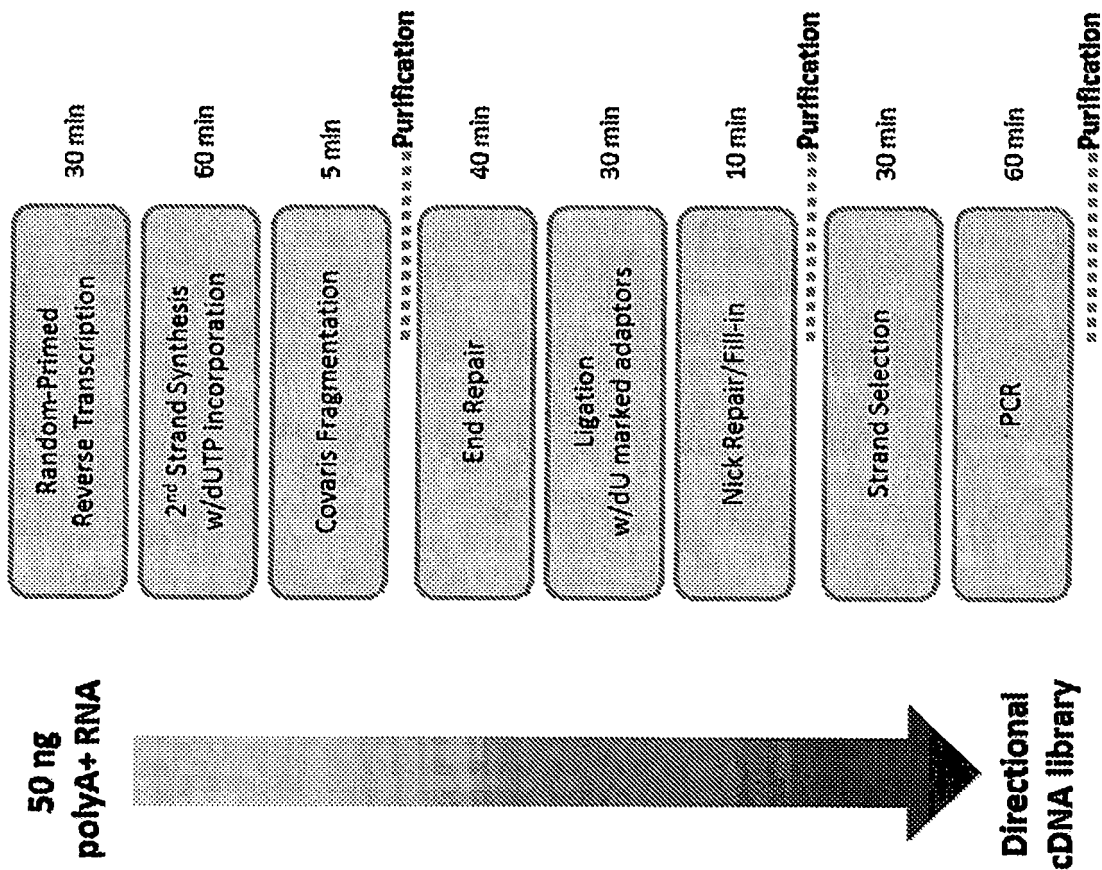 50 ng
polyA+ RNA
Random-Primed
Reverse Transcription
30 min
2nd Strand Synthesis
w/dUTP incorporation
60 min
Covaris Fragmentation
5 min
Purification
End Repair
40 min
Ligation
w/dU marked adaptors
30 min
Nick Repair/Fill-in
10 min
Purification
Strand Selection
30 min
PCR
60 min
Purification
Directional
cDNA library